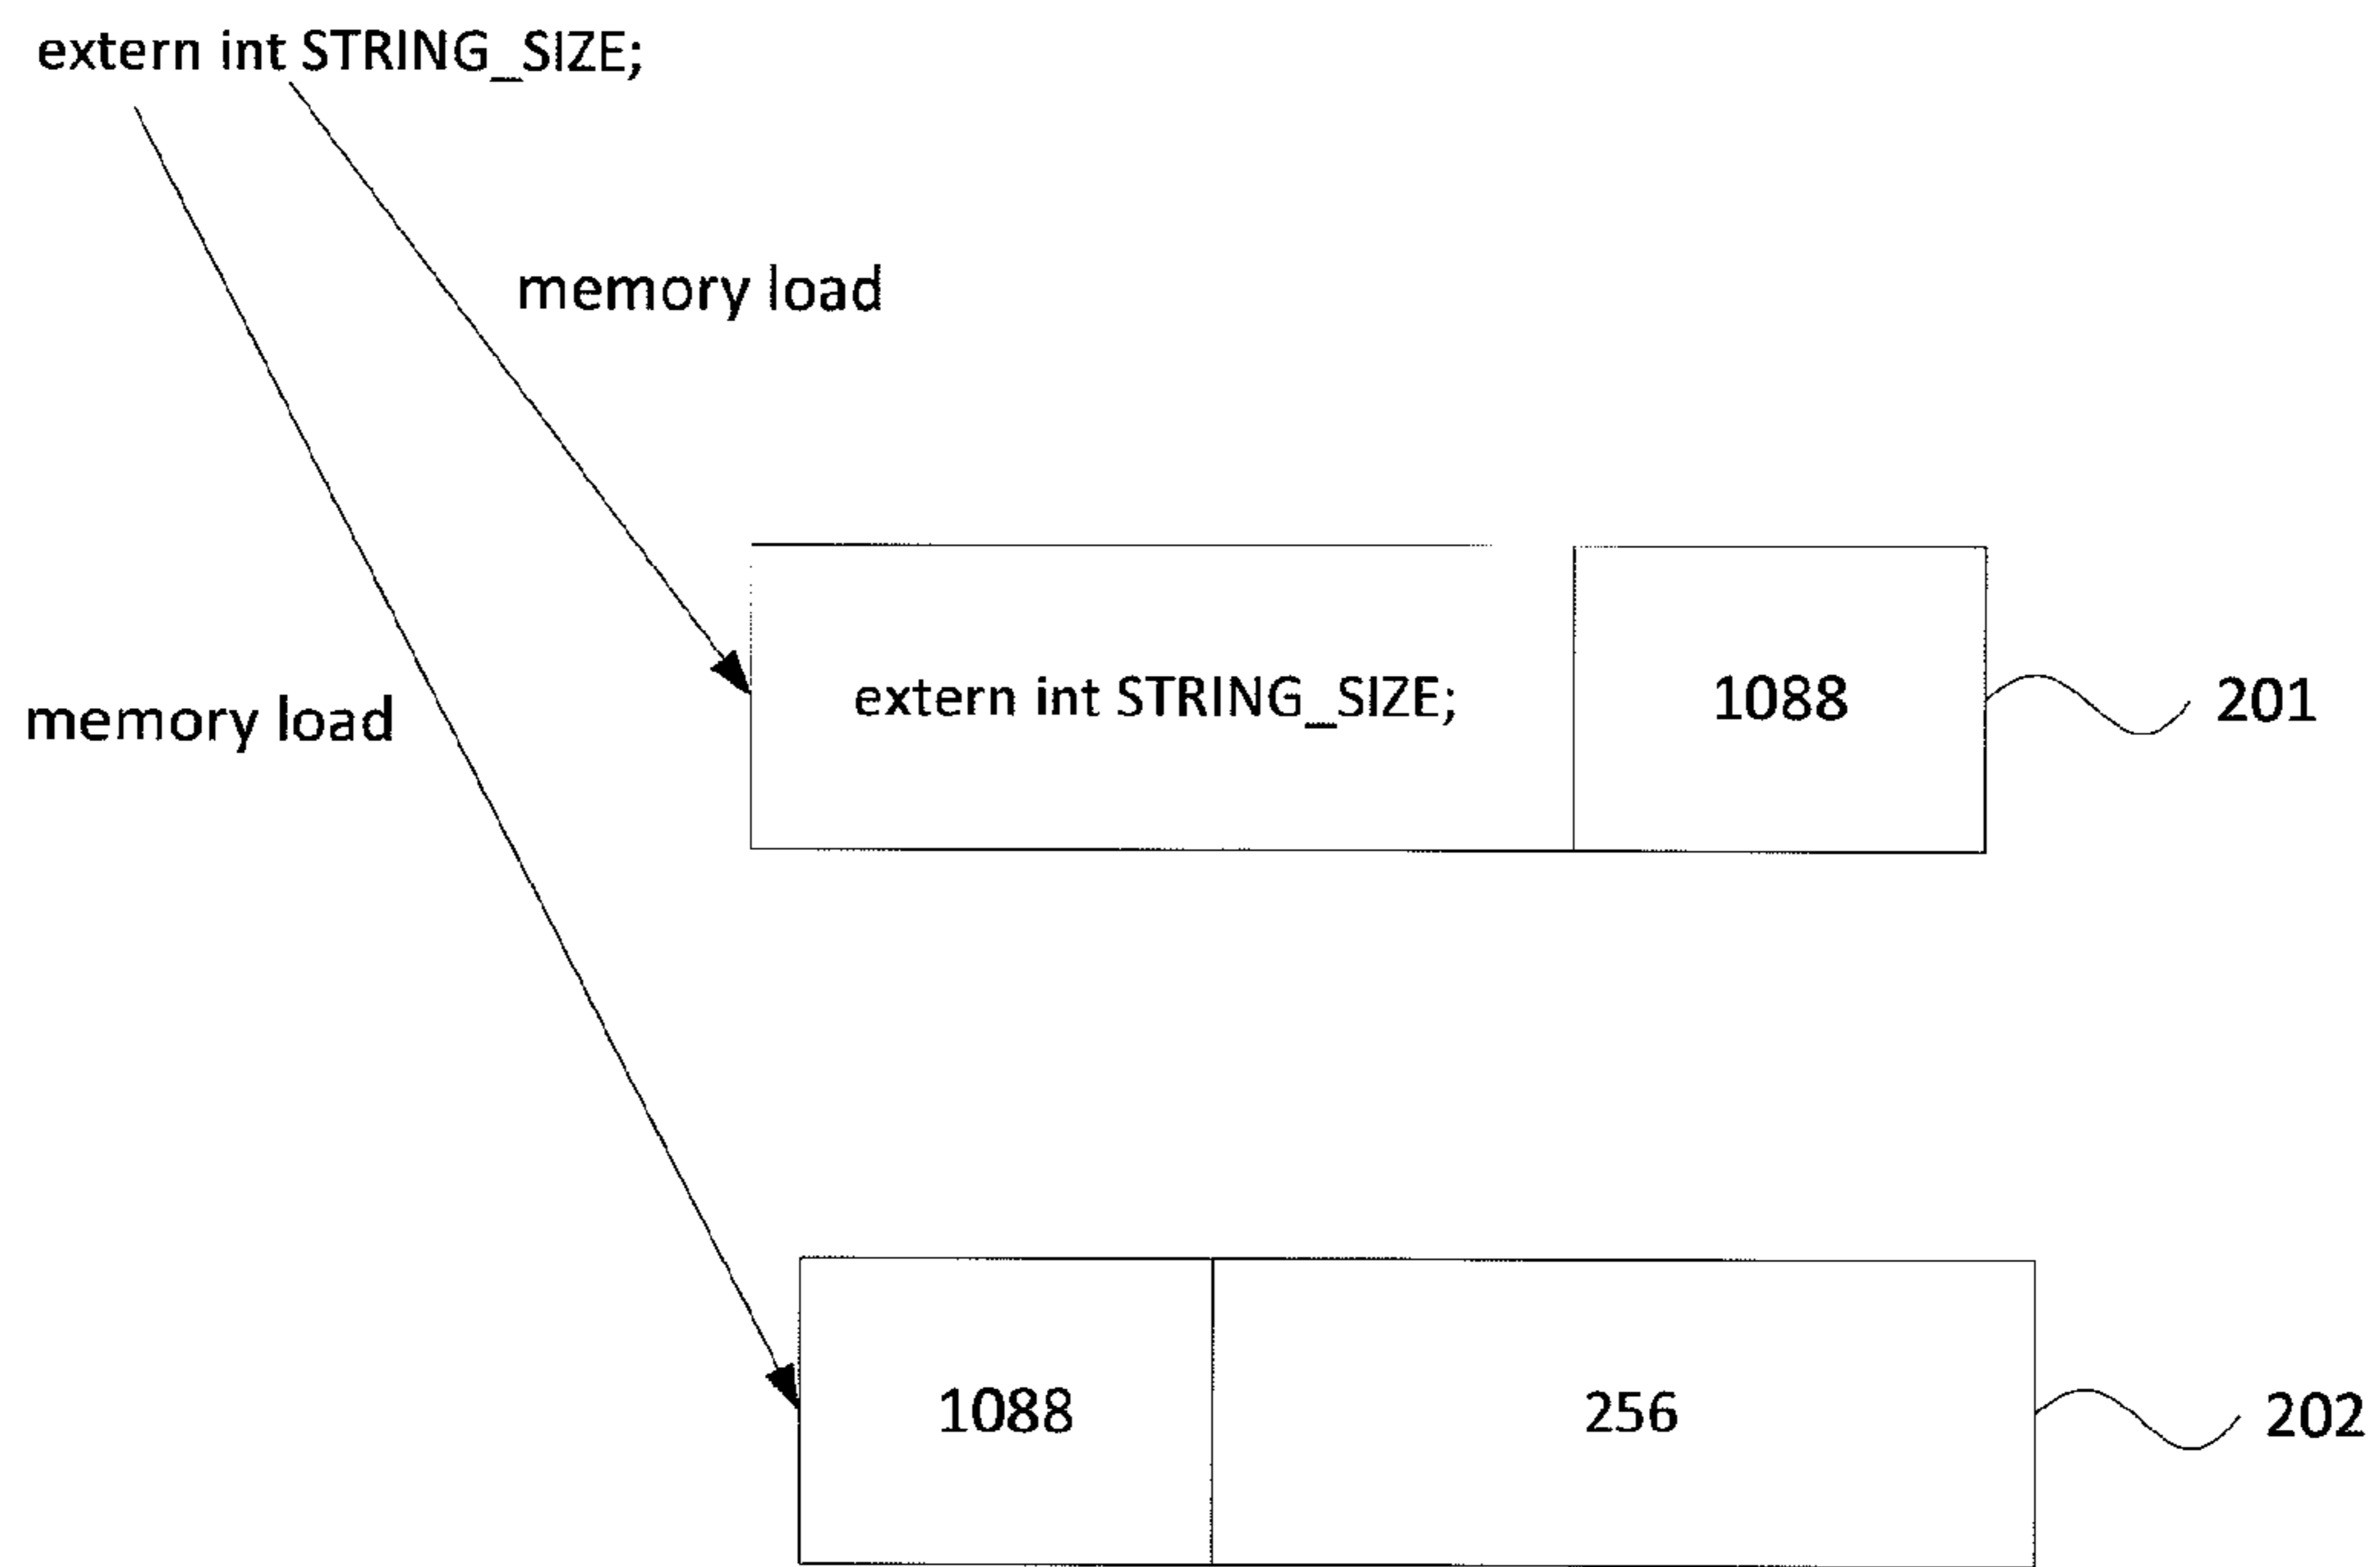 extern int STRING_SIZE;
memory load
extern int STRING_SIZE; 1088 201
memory load
1088 256 202